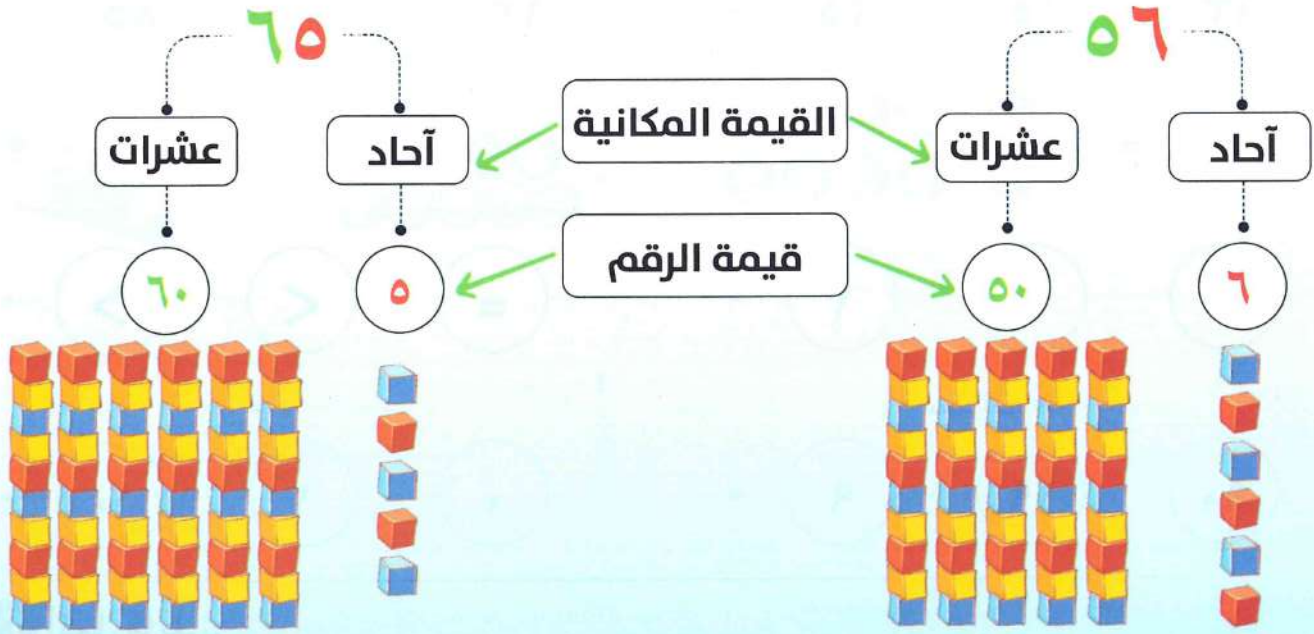 ٥٦
٦٥
القيمة المكانية
آحاد
عشرات
آحاد
عشرات
قيمة الرقم
٦
٥٠
٥
٦٠